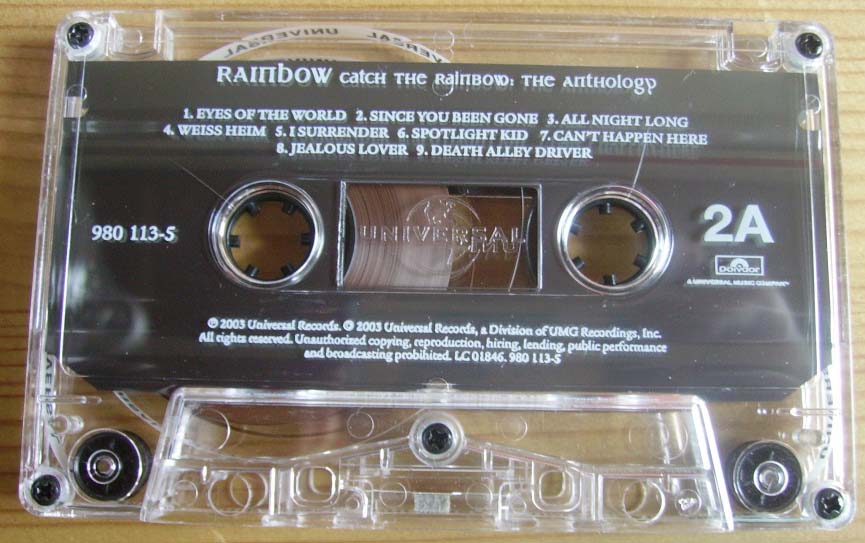 UNIVERSAL UNIVERSAL
RAINBOW CATCH THE RAINBOW: THE ANTHOLOGY
1. EYES OF THE WORLD 2. SINCE YOU BEEN GONE 3. ALL NIGHT LONG
4. WEISS HEIM 5. I SURRENDER 6. SPOTLIGHT KID 7. CAN'T HAPPEN HERE
8. JEALOUS LOVER 9. DEATH ALLEY DRIVER
980 113-5
UNIVERSAL
2A
polydor
A UNIVERSAL MUSIC COMPANY
℗ 2003 Universal Records. © 2003 Universal Records, a Division of UMG Recordings, Inc.
All rights reserved. Unauthorized copying, reproduction, hiring, lending, public performance
and broadcasting prohibited. LC 01846. 980 113-5